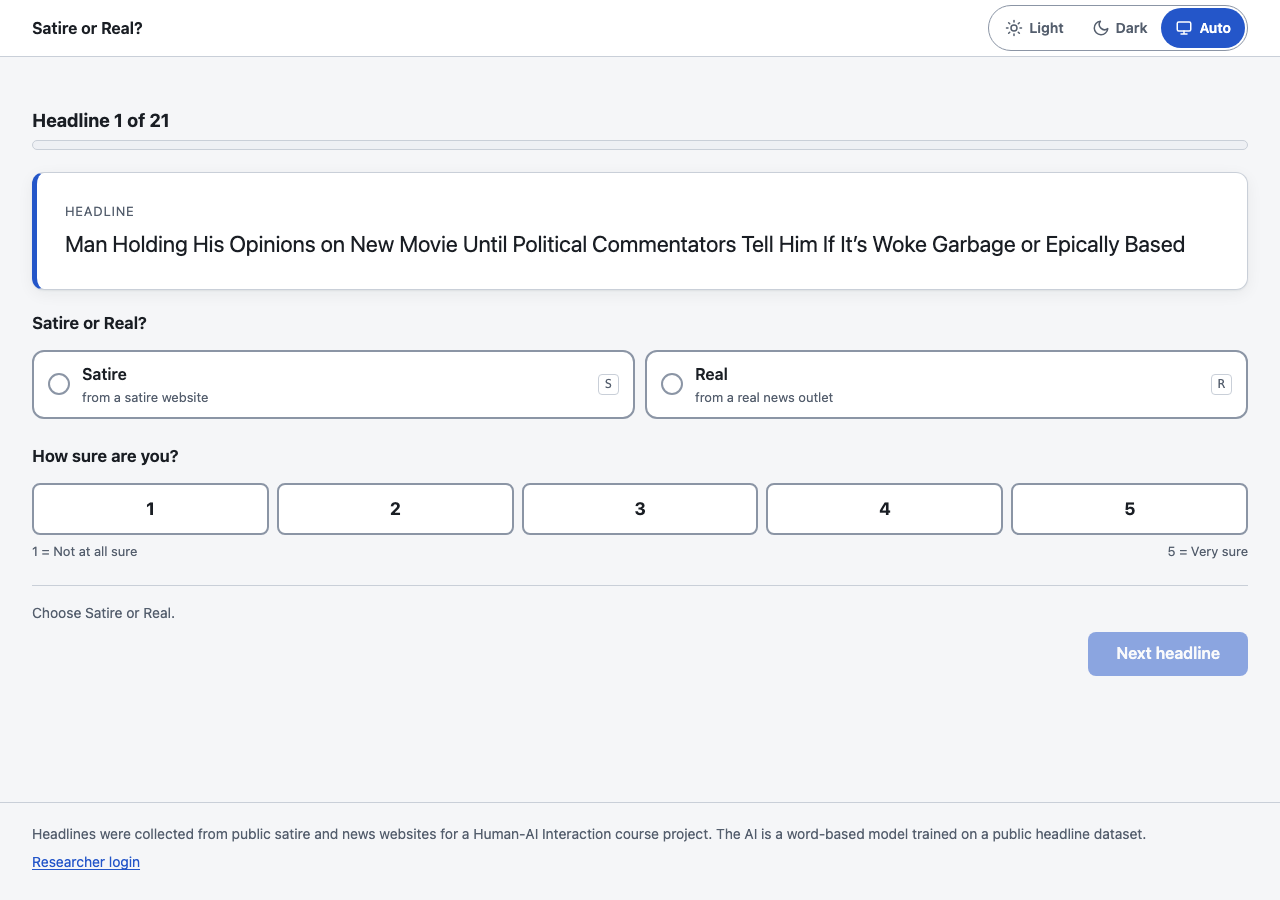 Satire or Real?
Light
Dark
Auto
Headline 1 of 21
HEADLINE
Man Holding His Opinions on New Movie Until Political Commentators Tell Him If It’s Woke Garbage or Epically Based
Satire or Real?
Satire
from a satire website
S
Real
from a real news outlet
R
How sure are you?
1
2
3
4
5
1 = Not at all sure
5 = Very sure
Choose Satire or Real.
Next headline
Headlines were collected from public satire and news websites for a Human-AI Interaction course project. The AI is a word-based model trained on a public headline dataset.
Researcher login